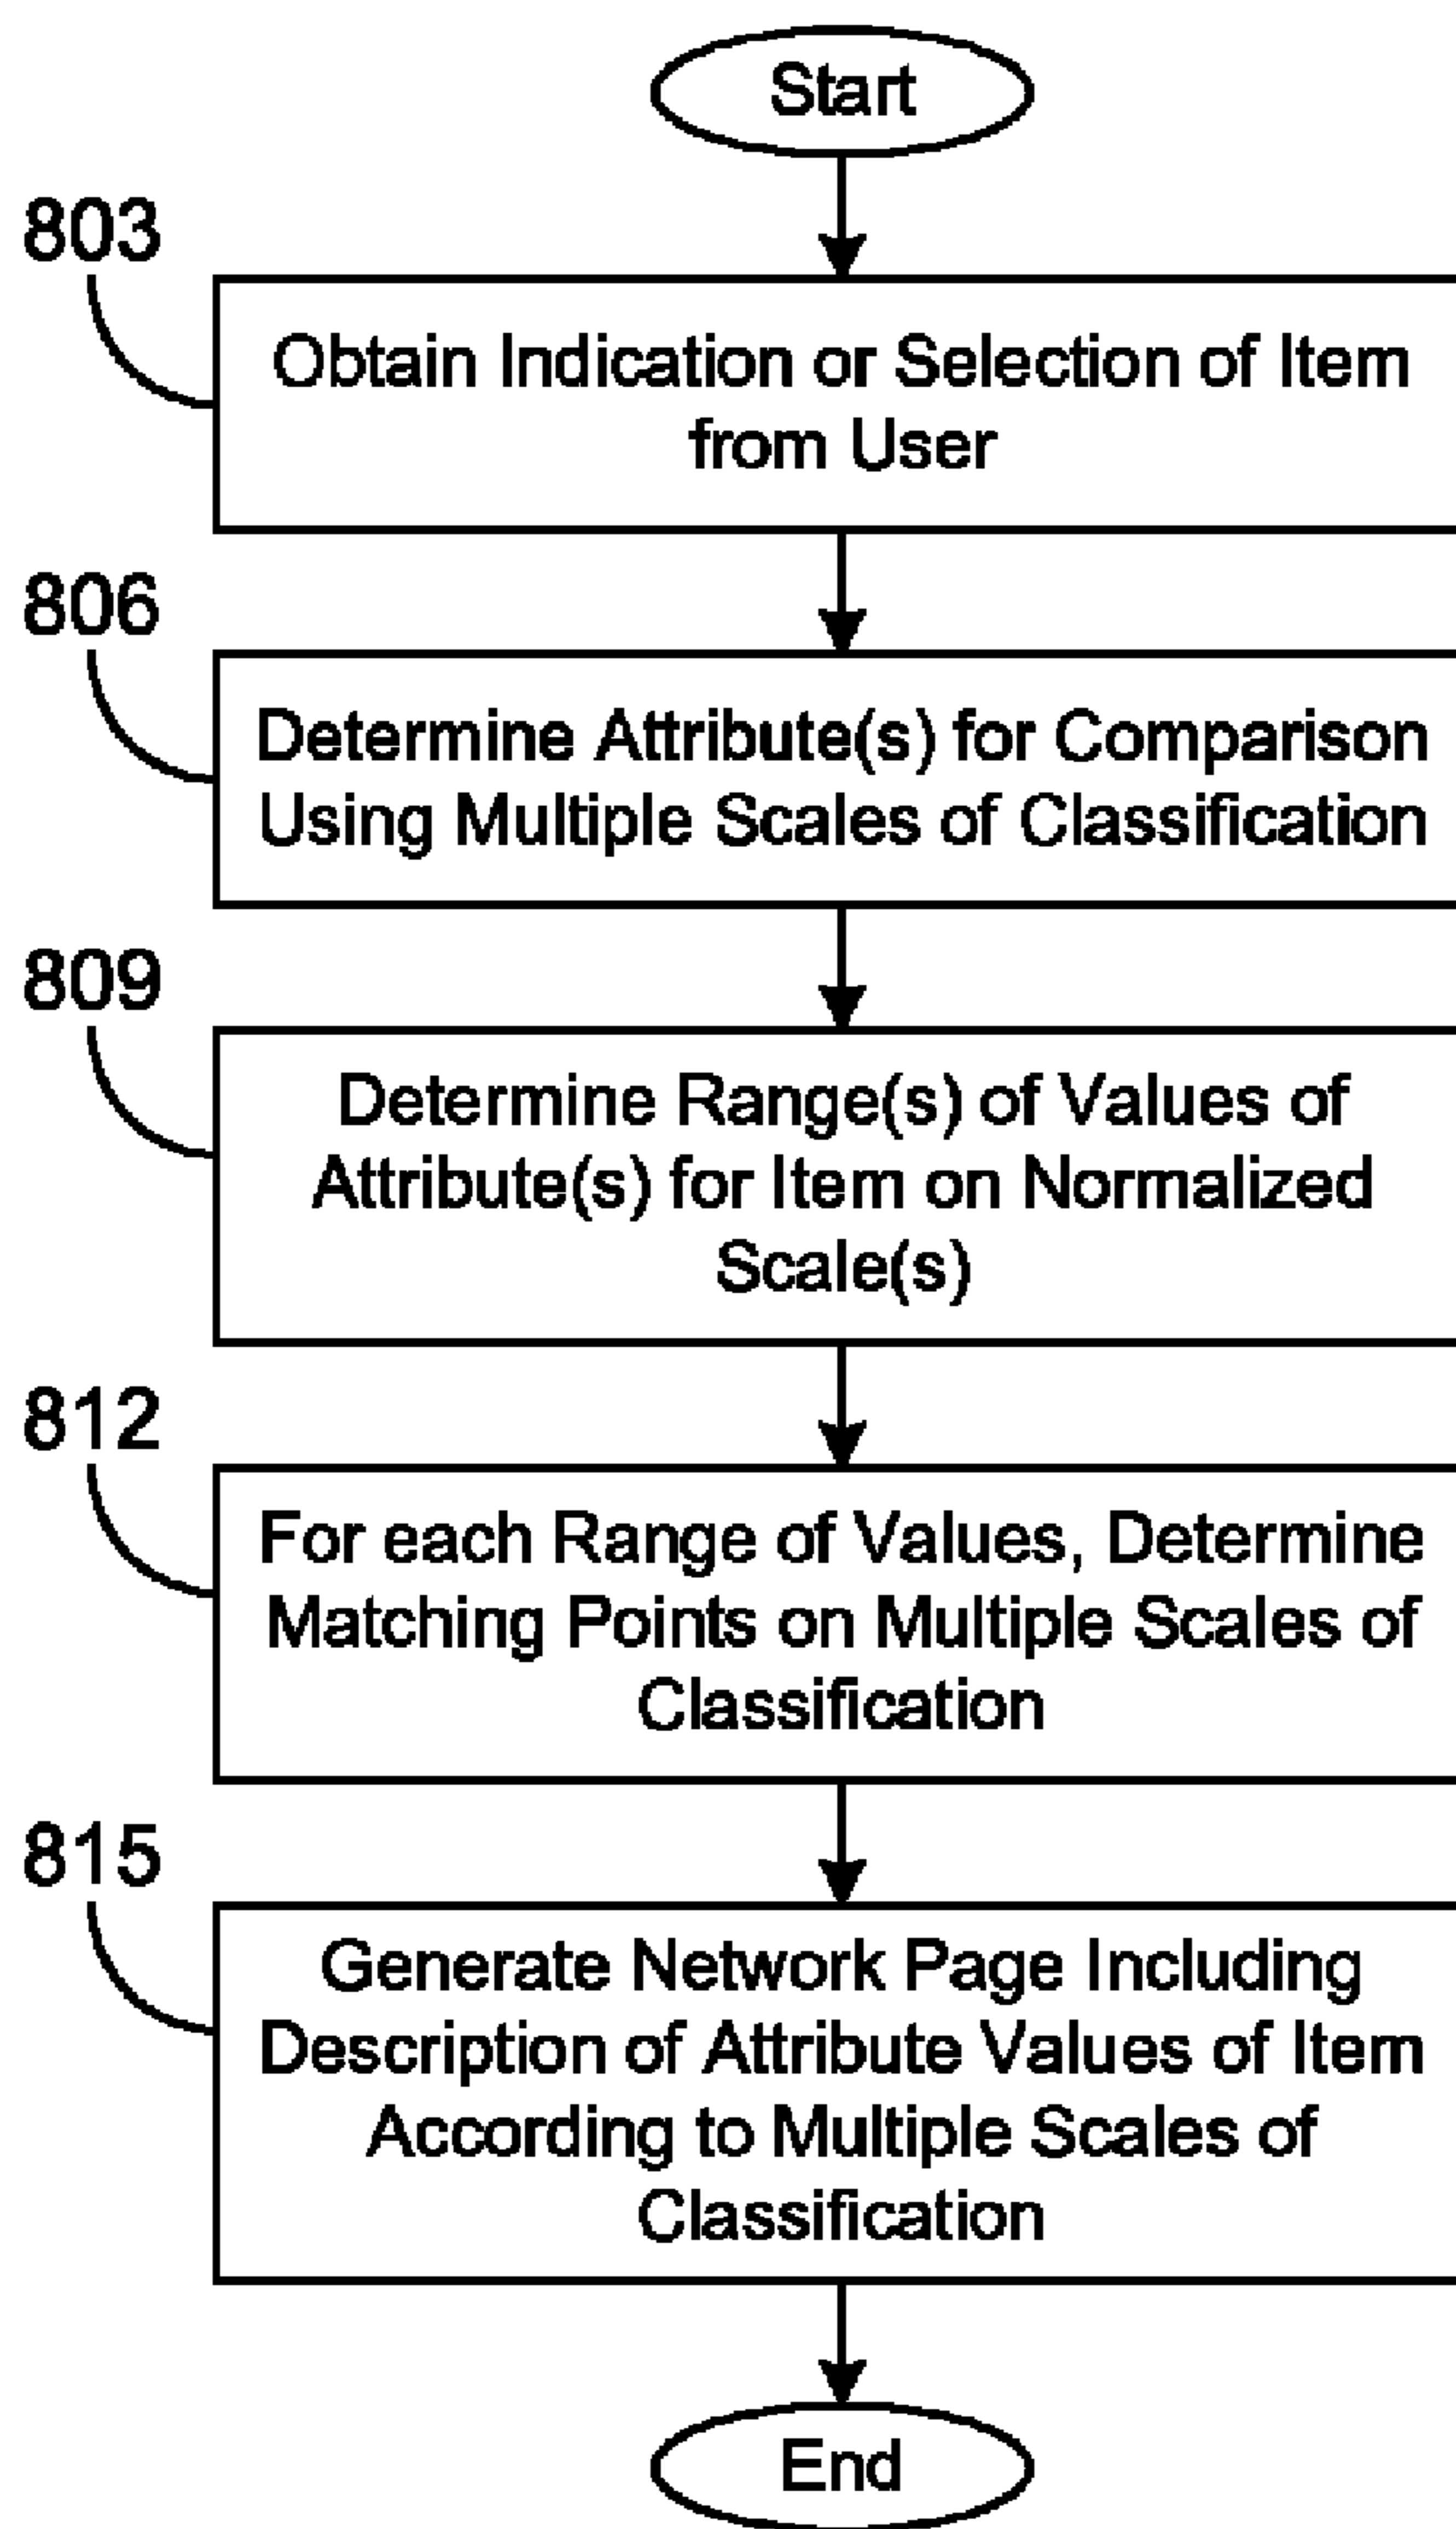 Start
803
Obtain Indication or Selection of Item
from User
806
Determine Attribute(s) for Comparison
Using Multiple Scales of Classification
809
Determine Range(s) of Values of
Attribute(s) for Item on Normalized
Scale(s)
812
For each Range of Values, Determine
Matching Points on Multiple Scales of
Classification
815
Generate Network Page Including
Description of Attribute Values of Item
According to Multiple Scales of
Classification
End